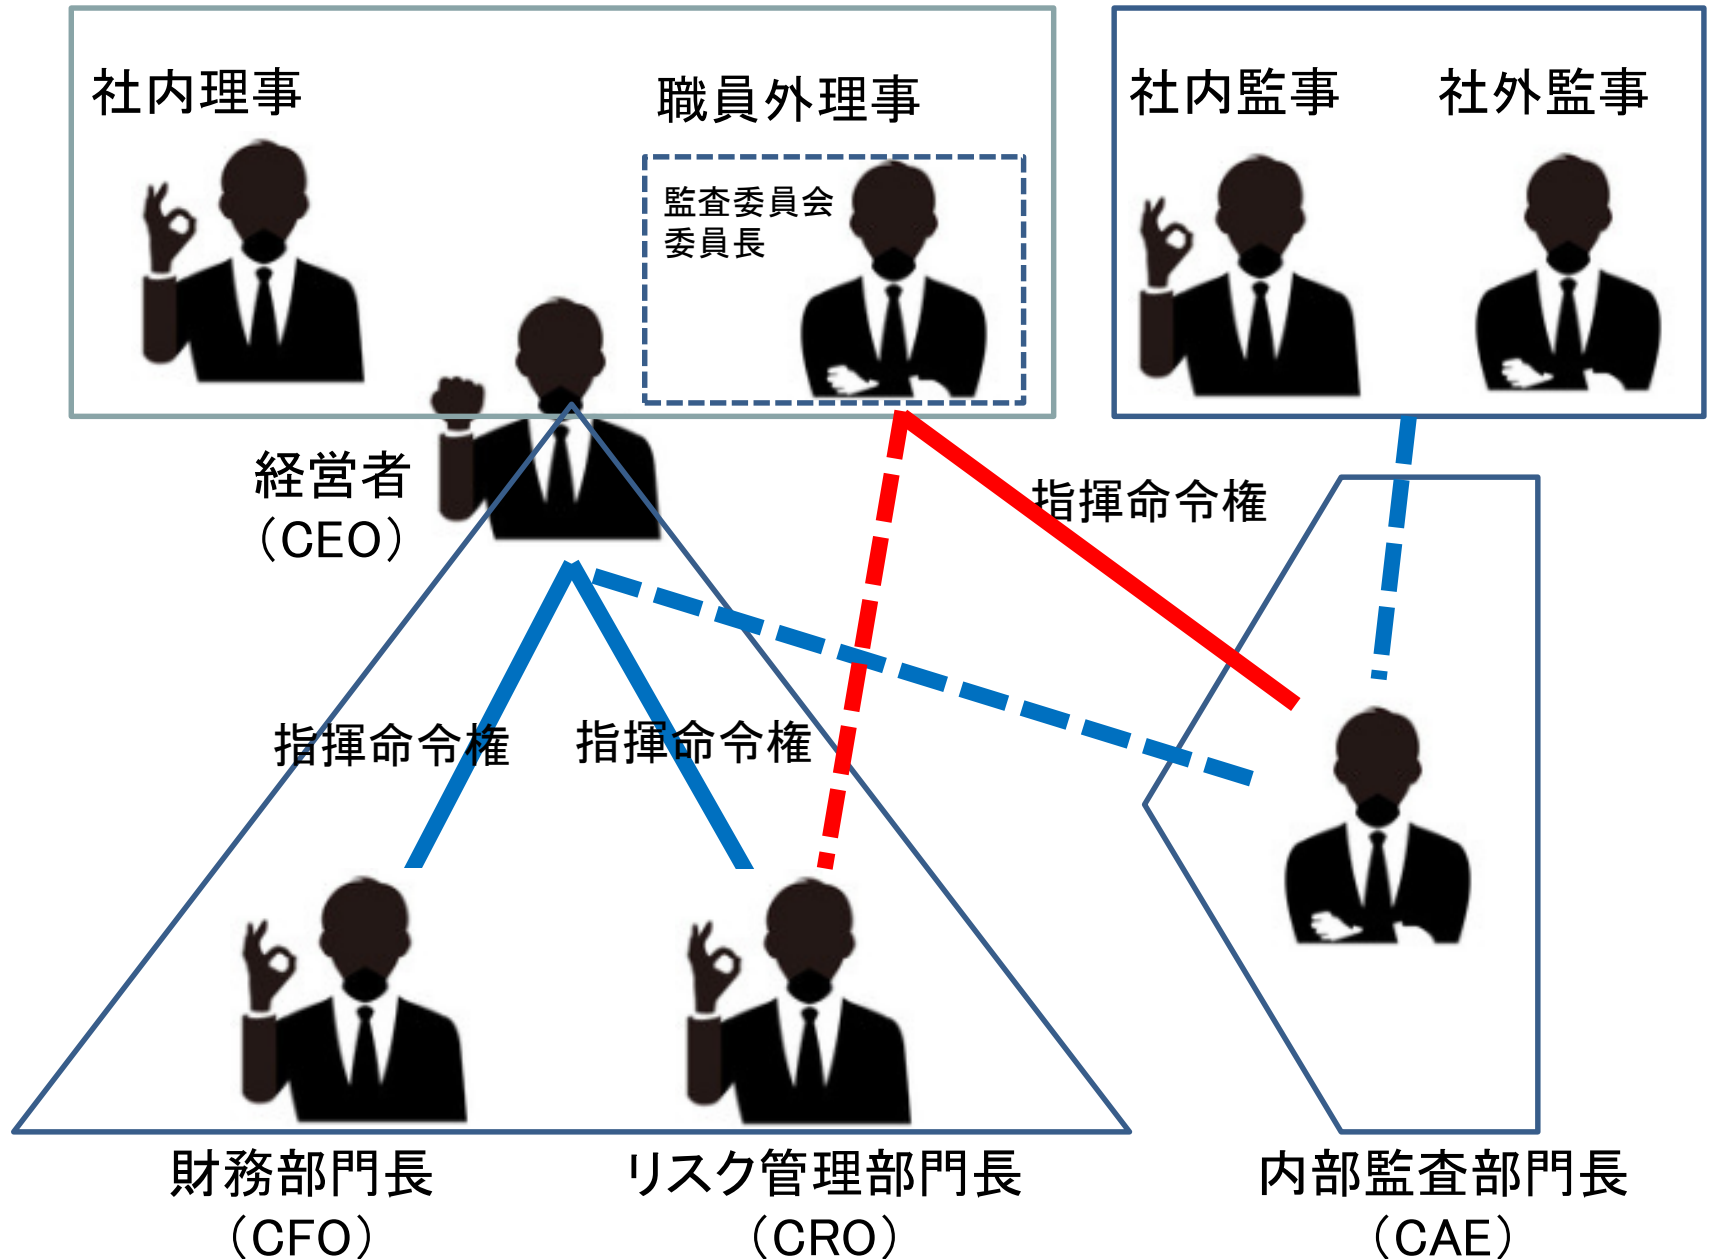 社内理事
職員外理事
社内監事
社外監事
監査委員会
委員長
経営者
（CEO）
指揮命令権
指揮命令権
指揮命令権
財務部門長
（CFO）
リスク管理部門長
（CRO）
内部監査部門長
（CAE）